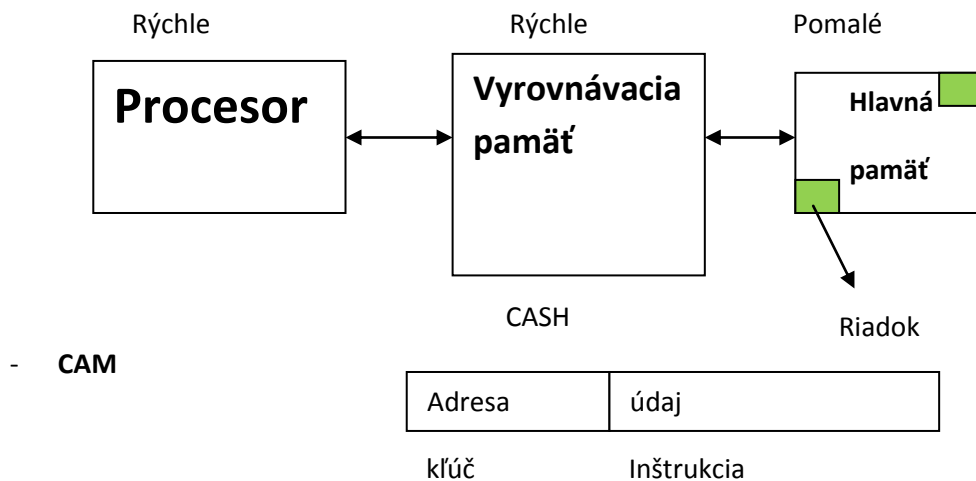 Rýchle
Rýchle
Pomalé
Procesor
Vyrovnávacia
pamäť
Hlavná
pamäť
CASH
Riadok
- CAM
Adresa
údaj
kľúč
Inštrukcia